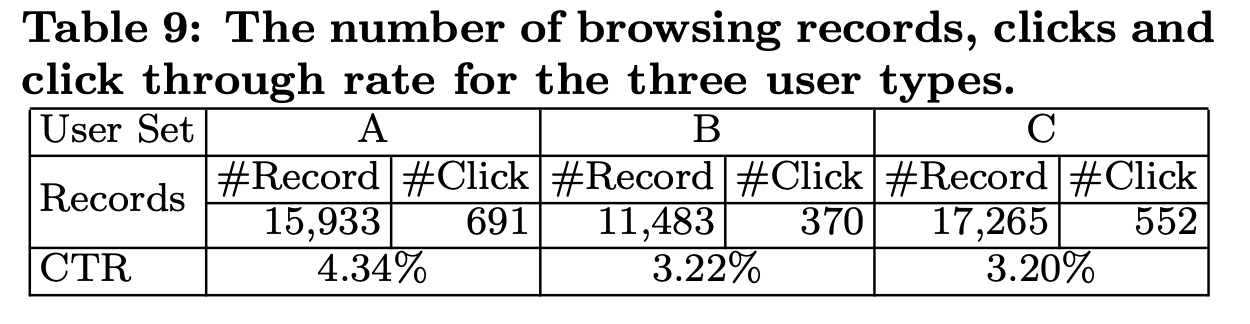 Table 9: The number of browsing records, clicks and
click through rate for the three user types.
User Set A B C
Records #Record #Click #Record #Click #Record #Click
15,933 691 11,483 370 17,265 552
CTR 4.34% 3.22% 3.20%